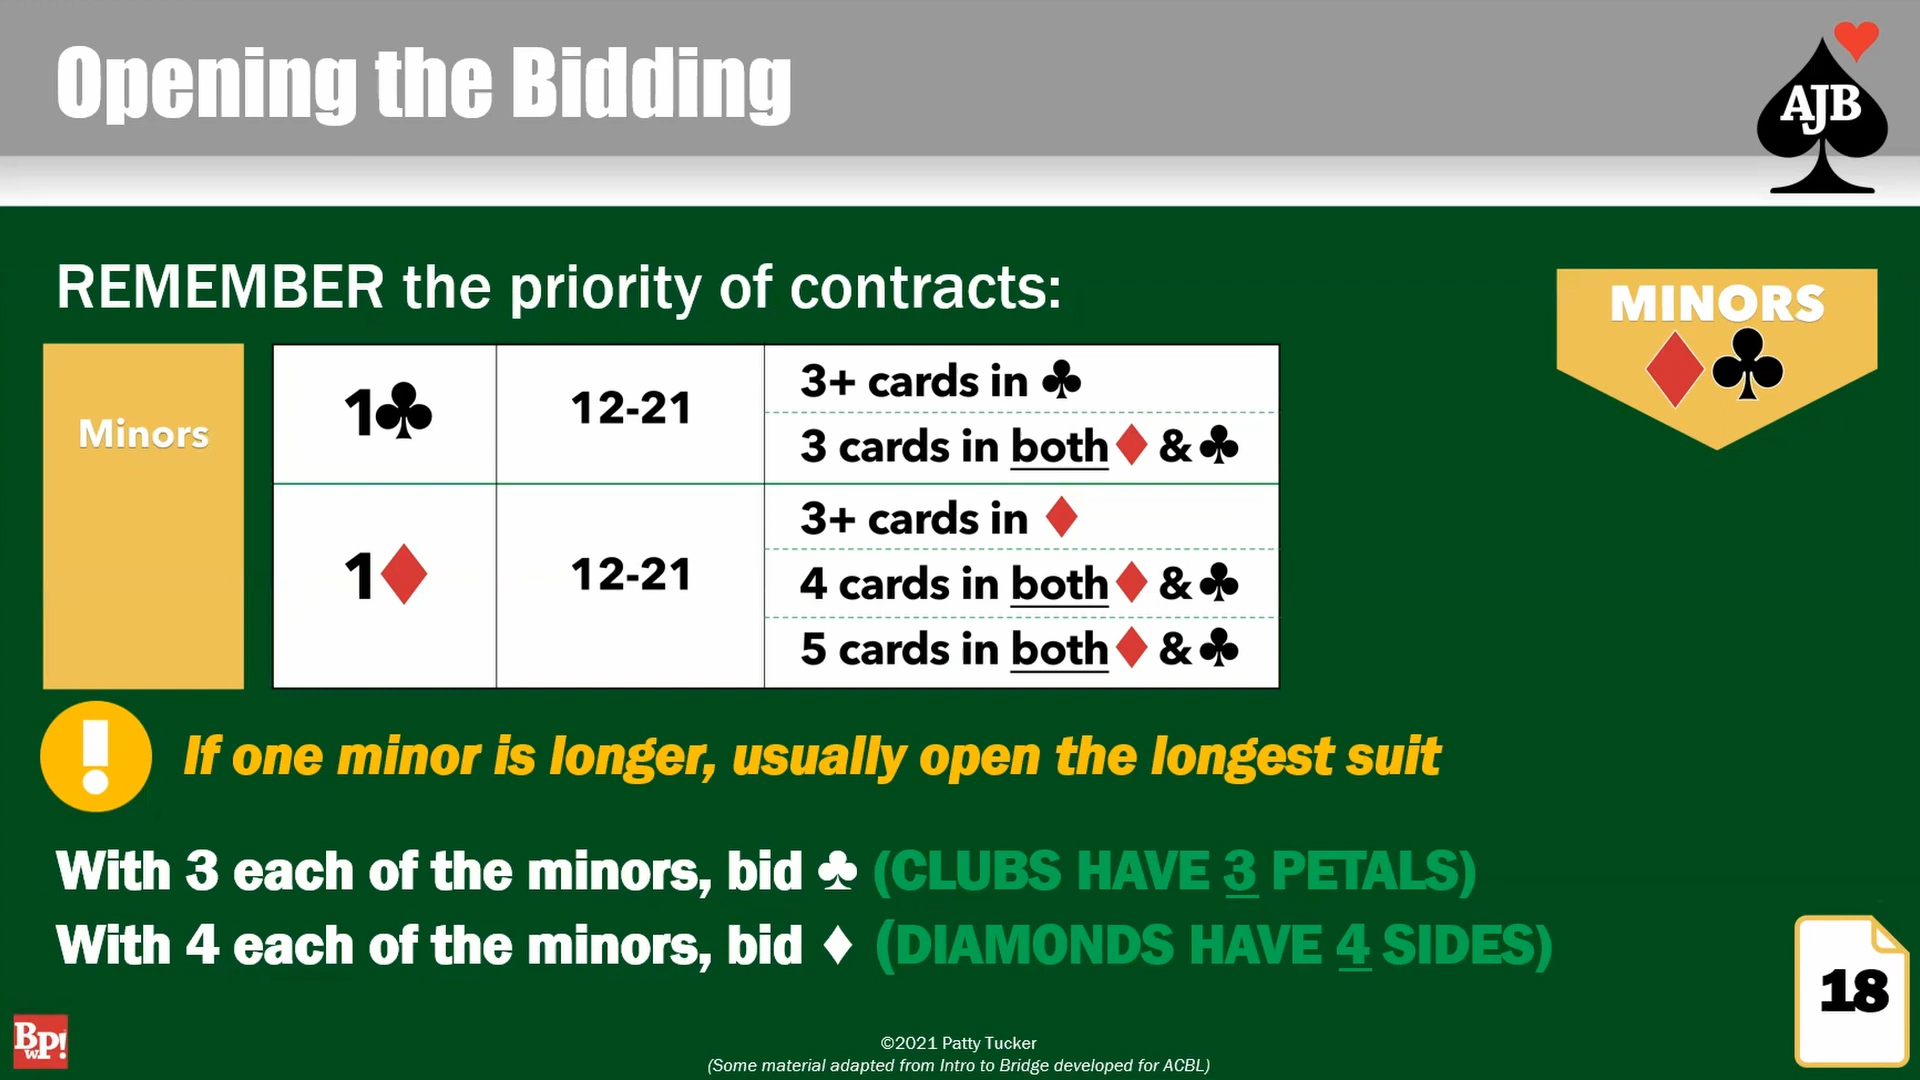 Opening the Bidding
AJB
REMEMBER the priority of contracts:
MINORS
♦♣
Minors
1♣
12-21
3+ cards in ♣
3 cards in both ♦ & ♣
1♦
12-21
3+ cards in ♦
4 cards in both ♦ & ♣
5 cards in both ♦ & ♣
!
If one minor is longer, usually open the longest suit
With 3 each of the minors, bid ♣ (CLUBS HAVE 3 PETALS)
With 4 each of the minors, bid ♦ (DIAMONDS HAVE 4 SIDES)
18
BwP!
©2021 Patty Tucker
(Some material adapted from Intro to Bridge developed for ACBL)